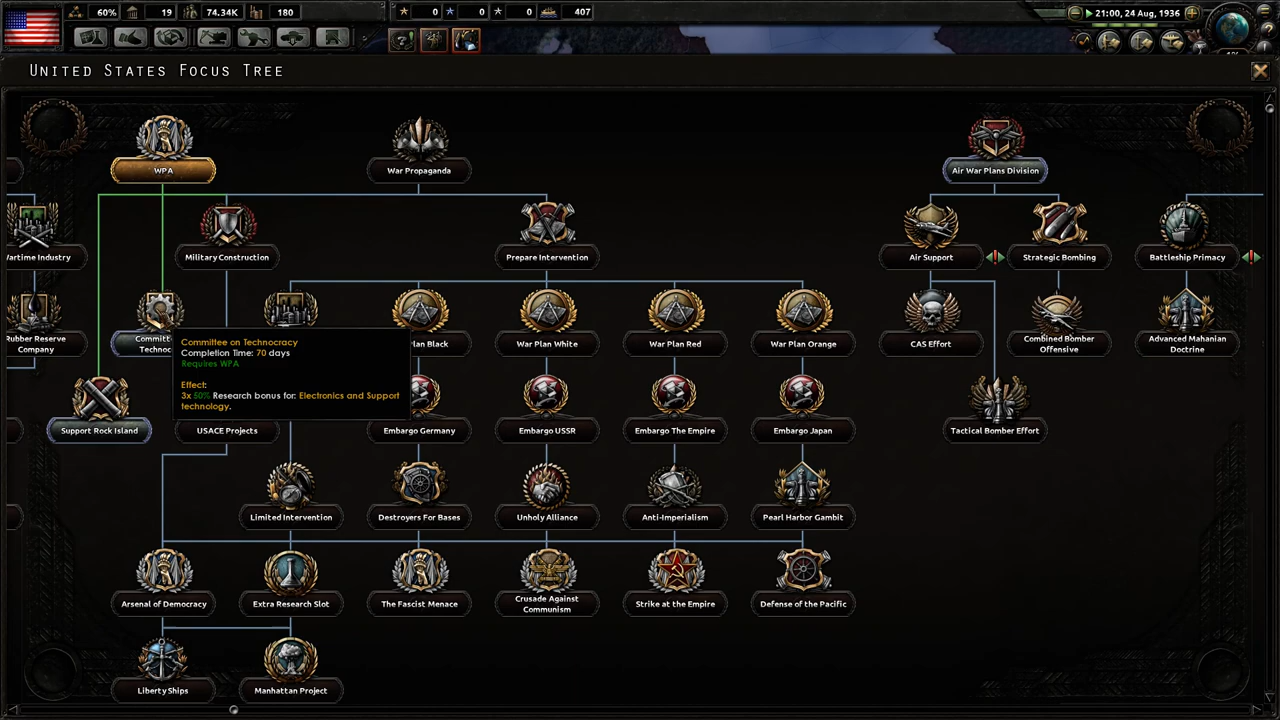 60% 19 74.34K 180 0 0 0 407 21:00, 24 Aug, 1936
United States Focus Tree
WPA War Propaganda Air War Plans Division
Wartime Industry Military Construction Prepare Intervention Air Support Strategic Bombing Battleship Primacy
Rubber Reserve
Company
Committ
Technoc
Plan Black War Plan White War Plan Red War Plan Orange CAS Effort
Combined Bomber
Offensive
Advanced Mahanian
Doctrine
Committee on Technocracy
Completion Time: 70 days
Requires WPA
Effect:
3x 50% Research bonus for: Electronics and Support
technology.
Support Rock Island USACE Projects Embargo Germany Embargo USSR Embargo The Empire Embargo Japan Tactical Bomber Effort
Limited Intervention Destroyers For Bases Unholy Alliance Anti-Imperialism Pearl Harbor Gambit
Arsenal of Democracy Extra Research Slot The Fascist Menace
Crusade Against
Communism
Strike at the Empire Defense of the Pacific
Liberty Ships Manhattan Project